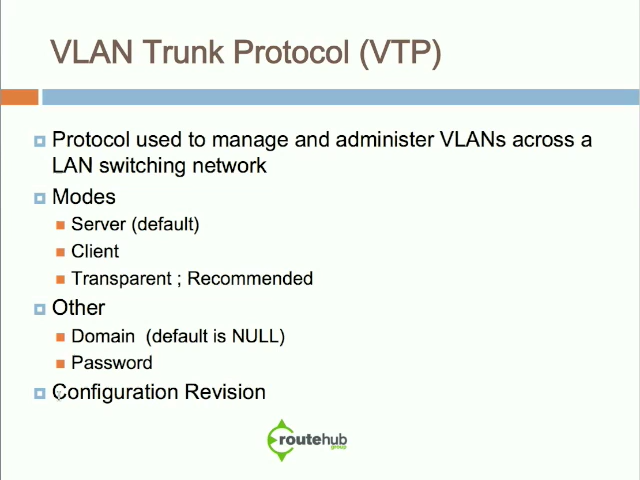 VLAN Trunk Protocol (VTP)
Protocol used to manage and administer VLANs across a
LAN switching network
Modes
Server (default)
Client
Transparent ; Recommended
Other
Domain (default is NULL)
Password
Configuration Revision
routehub
group